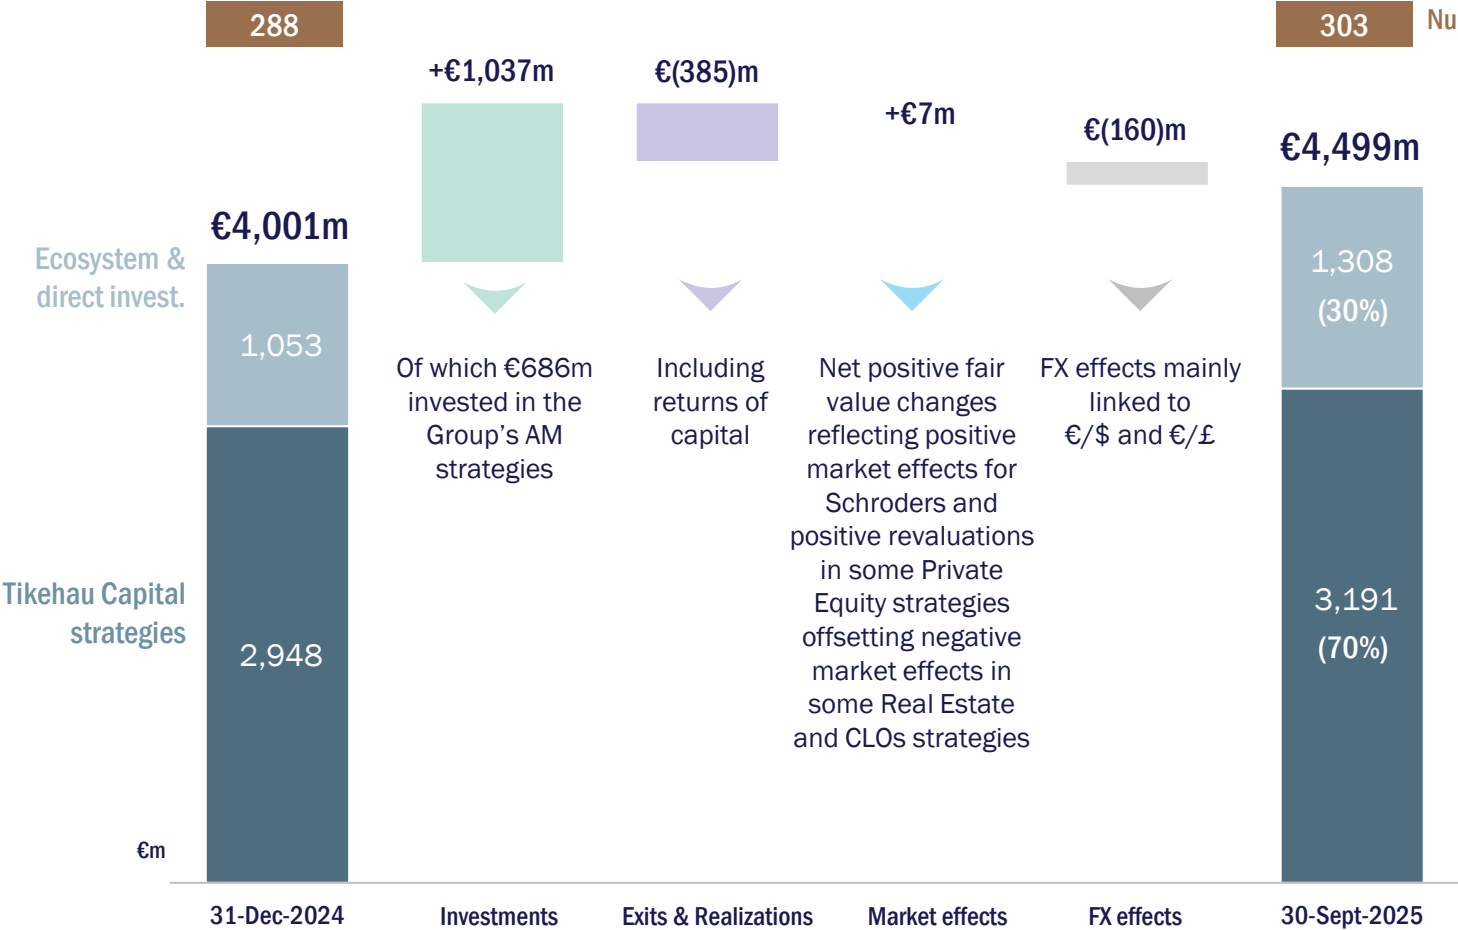 288
303
Nu
+€1,037m
€(385)m
+€7m
€(160)m
€4,499m
€4,001m
Ecosystem &
direct invest.
1,053
1,308
(30%)
Of which €686m
invested in the
Group's AM
strategies
Including
returns of
capital
Net positive fair
value changes
reflecting positive
market effects for
Schroders and
positive revaluations
in some Private
Equity strategies
offsetting negative
market effects in
some Real Estate
and CLOs strategies
FX effects mainly
linked to
€/$ and €/£
Tikehau Capital
strategies
2,948
3,191
(70%)
€m
31-Dec-2024
Investments
Exits & Realizations
Market effects
FX effects
30-Sept-2025